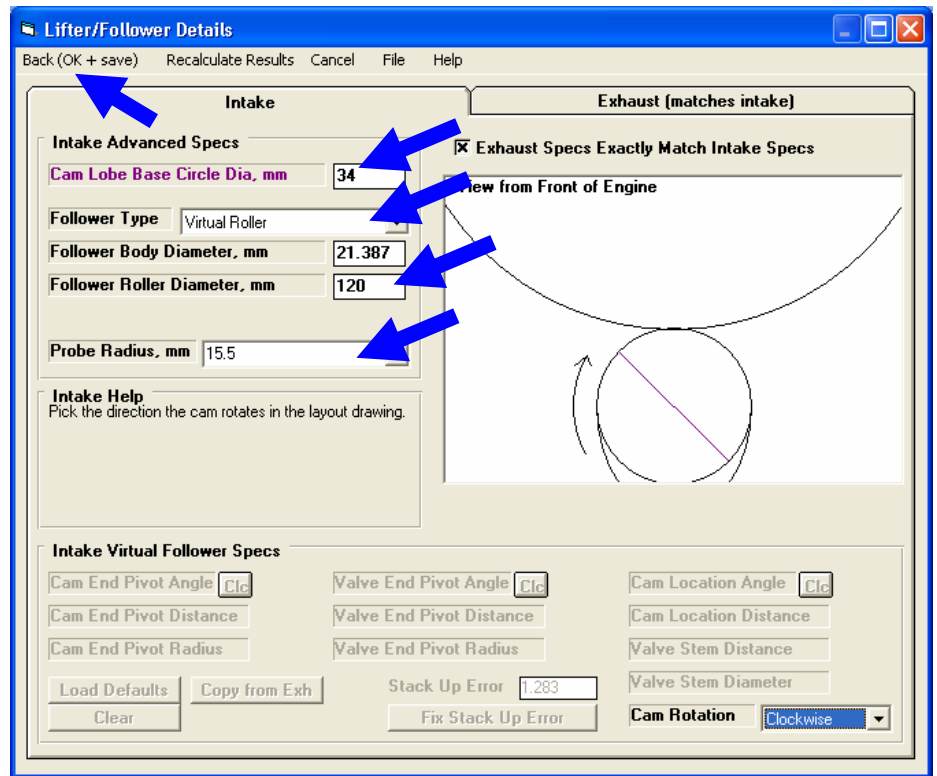 Lifter/Follower Details
Back (OK + save) Recalculate Results Cancel File Help
Intake
Exhaust (matches intake)
Intake Advanced Specs
Cam Lobe Base Circle Dia, mm 34
Follower Type Virtual Roller
Follower Body Diameter, mm 21.387
Follower Roller Diameter, mm 120
Probe Radius, mm 15.5
Exhaust Specs Exactly Match Intake Specs
View from Front of Engine
Intake Help
Pick the direction the cam rotates in the layout drawing.
Intake Virtual Follower Specs
Cam End Pivot Angle Clc Valve End Pivot Angle Clc Cam Location Angle Clc
Cam End Pivot Distance Valve End Pivot Distance Cam Location Distance
Cam End Pivot Radius Valve End Pivot Radius Valve Stem Distance
Load Defaults Copy from Exh Stack Up Error 1.283 Valve Stem Diameter
Clear Fix Stack Up Error Cam Rotation Clockwise